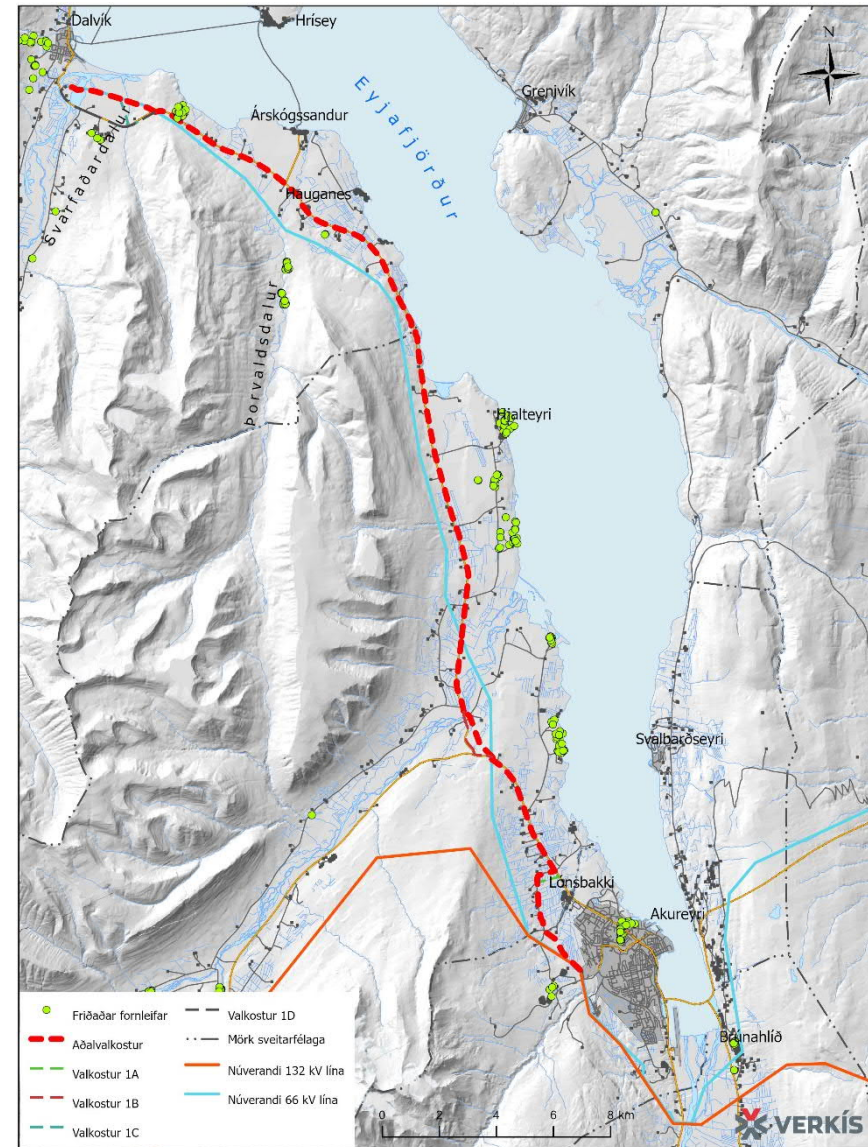 Dalvík
Hrísey
N
Grenivík
Eyjafjörður
Árskógssandur
Svarfaðardalur
Hauganes
Þorvaldsdalur
Hjalteyri
Svalbarðseyri
Lónsbakki
Akureyri
Brúnahlíð
Friðaðar fornleifar
Aðalvalkostur
Valkostur 1A
Valkostur 1B
Valkostur 1C
Valkostur 1D
Mörk sveitarfélaga
Núverandi 132 kV lína
Núverandi 66 kV lína
0 2 4 6 8 km
VERKÍS